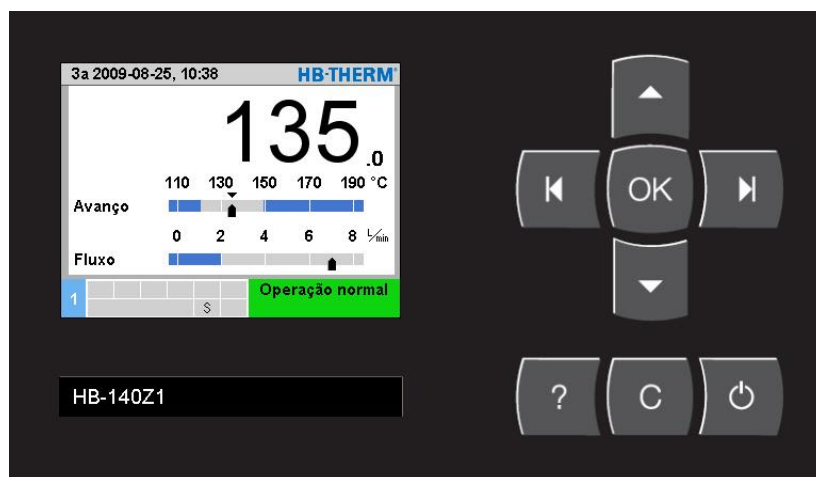 3a 2009-08-25, 10:38 HB-THERM®
135.0
110 130 150 170 190 °C
Avanço
0 2 4 6 8 L/min
Fluxo
1 S Operação normal
HB-140Z1
OK
? C